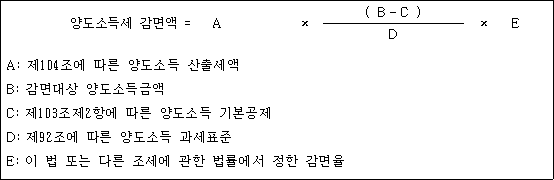 양도소득세 감면액 = A × (B-C) / D × E
A: 제104조에 따른 양도소득 산출세액
B: 감면대상 양도소득금액
C: 제103조제2항에 따른 양도소득 기본공제
D: 제92조에 따른 양도소득 과세표준
E: 이 법 또는 다른 조세에 관한 법률에서 정한 감면율